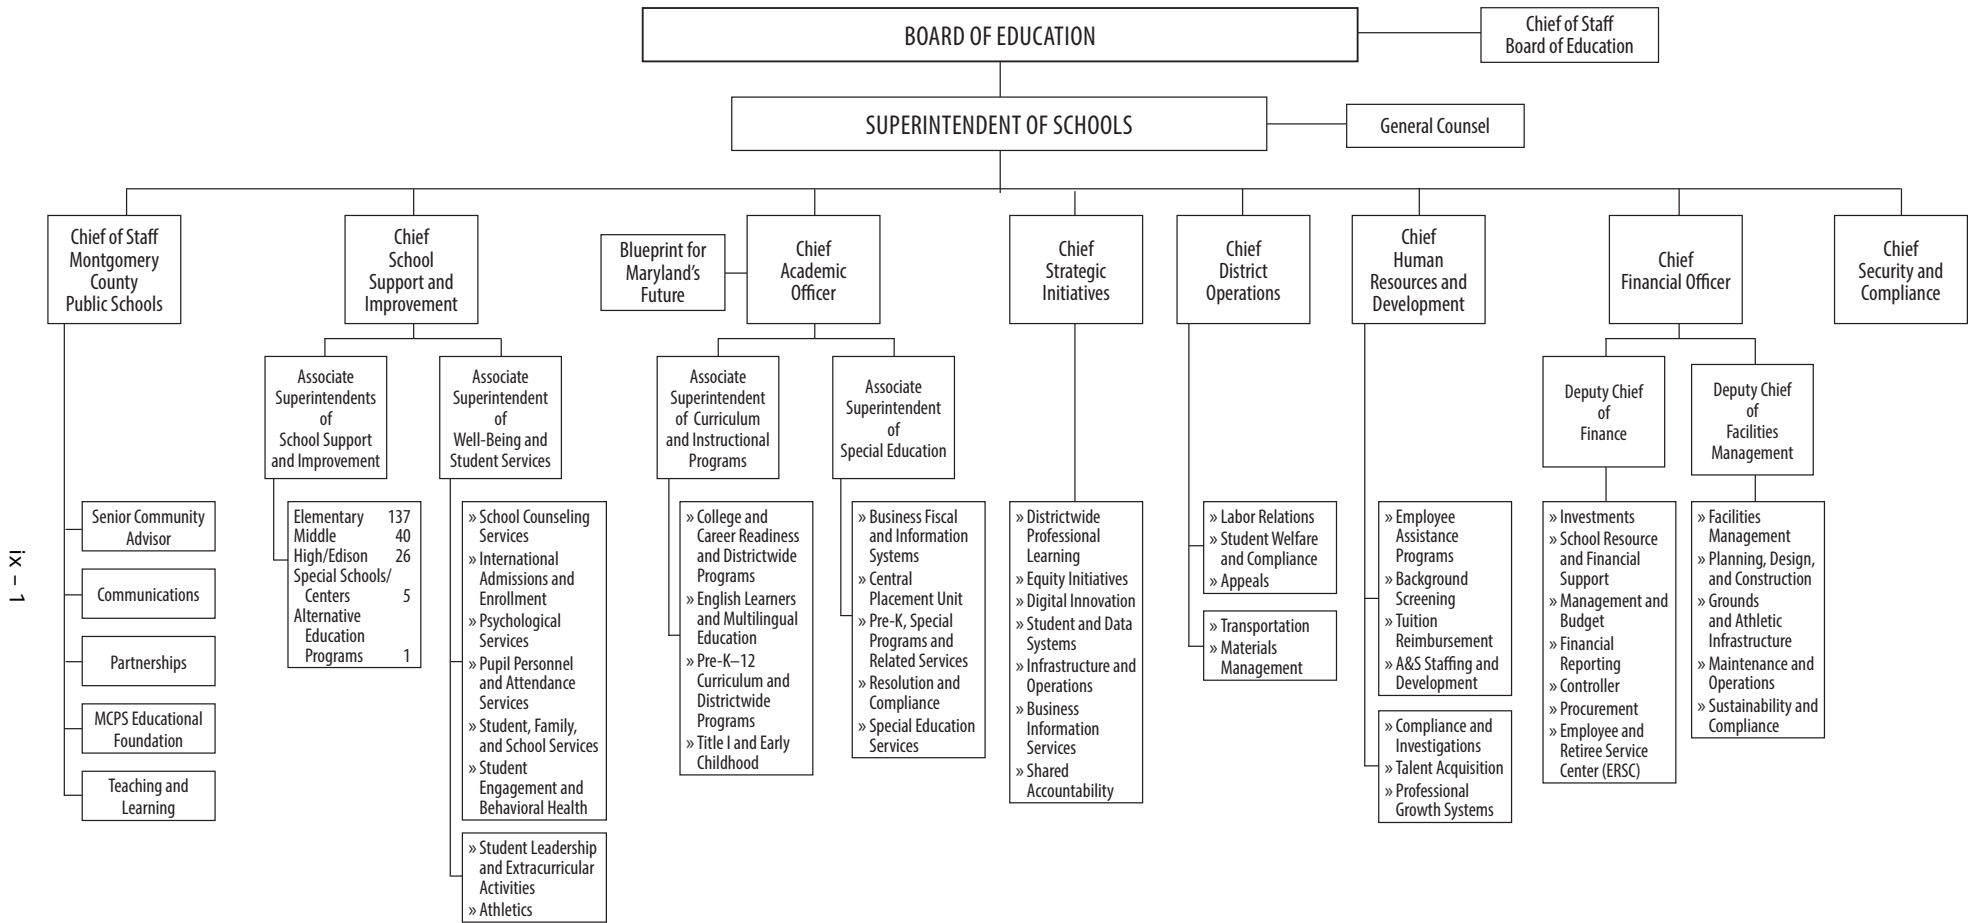 BOARD OF EDUCATION
Chief of Staff
Board of Education
SUPERINTENDENT OF SCHOOLS
General Counsel
Chief of Staff
Montgomery
County
Public Schools
Senior Community
Advisor
Communications
Partnerships
MCPS Educational
Foundation
Teaching and
Learning
Chief
School
Support and
Improvement
Associate
Superintendents
of
School Support
and Improvement
Elementary 137
Middle 40
High/Edison 26
Special Schools/
Centers 5
Alternative
Education
Programs 1
Associate
Superintendent
of
Well-Being and
Student Services
» School Counseling
Services
» International
Admissions and
Enrollment
» Psychological
Services
» Pupil Personnel
and Attendance
Services
» Student, Family,
and School Services
» Student
Engagement and
Behavioral Health
» Student Leadership
and Extracurricular
Activities
» Athletics
Blueprint for
Maryland’s
Future
Chief
Academic
Officer
Associate
Superintendent
of Curriculum
and Instructional
Programs
» College and
Career Readiness
and Districtwide
Programs
» English Learners
and Multilingual
Education
» Pre-K–12
Curriculum and
Districtwide
Programs
» Title I and Early
Childhood
Associate
Superintendent
of
Special Education
» Business Fiscal
and Information
Systems
» Central
Placement Unit
» Pre-K, Special
Programs and
Related Services
» Resolution and
Compliance
» Special Education
Services
Chief
Strategic
Initiatives
» Districtwide
Professional
Learning
» Equity Initiatives
» Digital Innovation
» Student and Data
Systems
» Infrastructure and
Operations
» Business
Information
Services
» Shared
Accountability
Chief
District
Operations
» Labor Relations
» Student Welfare
and Compliance
» Appeals
» Transportation
» Materials
Management
Chief
Human
Resources and
Development
» Employee
Assistance
Programs
» Background
Screening
» Tuition
Reimbursement
» A&S Staffing and
Development
» Compliance and
Investigations
» Talent Acquisition
» Professional
Growth Systems
Chief
Financial Officer
Deputy Chief
of
Finance
» Investments
» School Resource
and Financial
Support
» Management and
Budget
» Financial
Reporting
» Controller
» Procurement
» Employee and
Retiree Service
Center (ERSC)
Deputy Chief
of
Facilities
Management
» Facilities
Management
» Planning, Design,
and Construction
» Grounds
and Athletic
Infrastructure
» Maintenance and
Operations
» Sustainability and
Compliance
Chief
Security and
Compliance
ix – 1